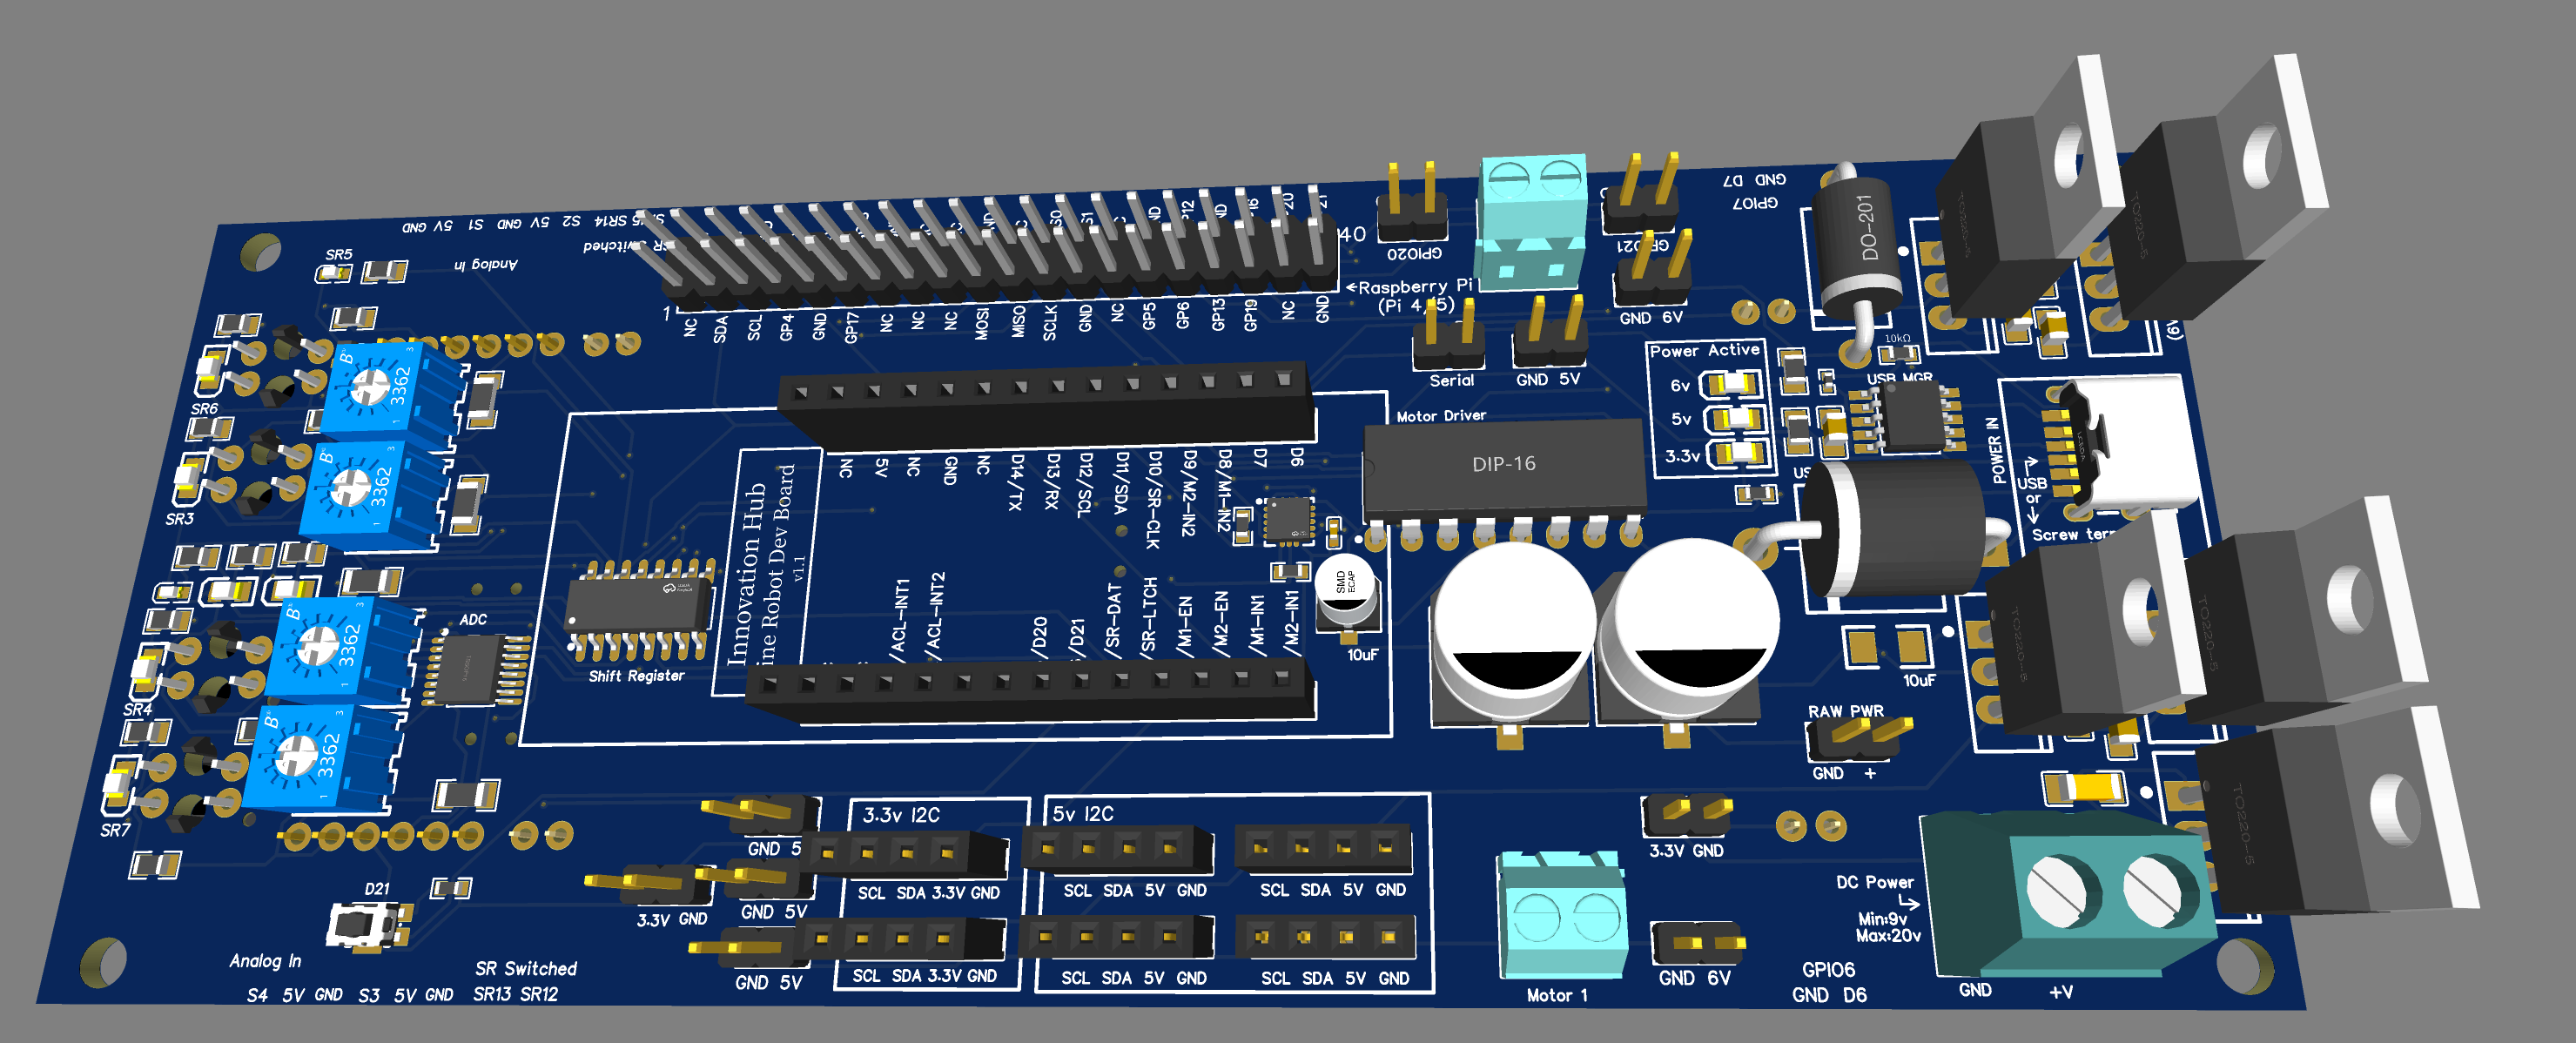 GND 5V 5V GND S1 S2 SR14
SR Switched
Analog In
SR5
SR6
SR3
SR4
SR7
B
3362
1
3
B
3362
1
B
3362
1
3
B
3362
1
3
ADC
D21
Analog In
S4 5V GND S3 5V GND
SR Switched
SR13 SR12
40
1
NC
SDA
SCL
GP4
GND
GP17
NC
NC
NC
MOSI
MISO
SCLK
GND
NC
GP5
GP6
GP13
GP19
NC
GND
←Raspberry Pi
(Pi 4/5)
GPIO20
GPIO21
GND 6V
Serial
GND 5V
GND D7
GPIO7
DO-201
10kΩ
USB MGR
Power Active
6v
5v
3.3v
Motor Driver
DIP-16
NC
5V
NC
GND
NC
D14/TX
D13/RX
D12/SCL
D11/SDA
D10/SR-CLK
D9/M2-IN2
D8/M1-IN2
D7
D6
Innovation Hub
ine Robot Dev Board
v1.1
/ACL-INT1
/ACL-INT2
/D20
/D21
/SR-DAT
/SR-LTCH
/M1-EN
/M2-EN
/M1-IN1
/M2-IN1
Shift Register
SMD
ECAP
10uF
POWER IN
USB
or
Screw term
10uF
TO220-5
TO220-5
TO220-5
TO220-5
TO220-5
RAW PWR
GND +
GND 5V
3.3V GND
GND 5V
GND 5V
3.3v I2C
SCL SDA 3.3V GND
SCL SDA 3.3V GND
5v I2C
SCL SDA 5V GND
SCL SDA 5V GND
SCL SDA 5V GND
SCL SDA 5V GND
Motor 1
3.3V GND
GND 6V
GPIO6
GND D6
DC Power
Min:9v
Max:20v
GND +V